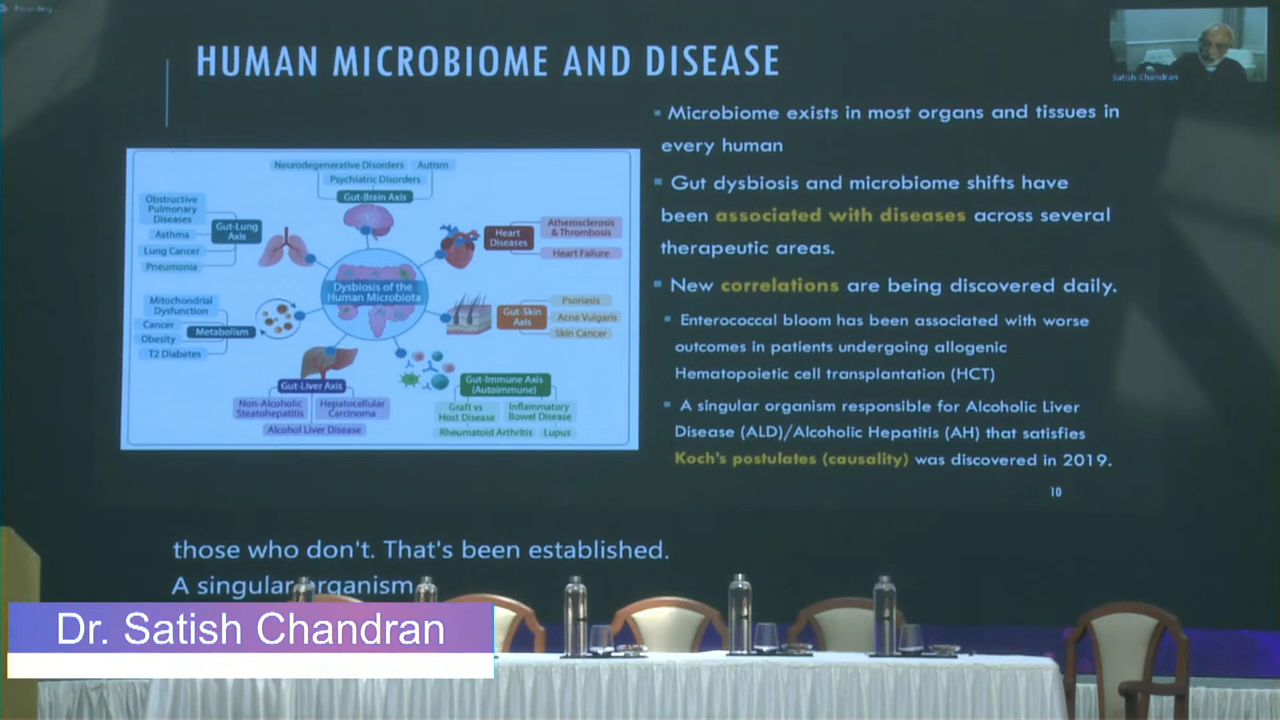 HUMAN MICROBIOME AND DISEASE
Satish Chandran
Microbiome exists in most organs and tissues in
every human
Gut dysbiosis and microbiome shifts have
been associated with diseases across several
therapeutic areas.
New correlations are being discovered daily.
Enterococcal bloom has been associated with worse
outcomes in patients undergoing allogenic
Hematopoietic cell transplantation (HCT)
A singular organism responsible for Alcoholic Liver
Disease (ALD)/Alcoholic Hepatitis (AH) that satisfies
Koch's postulates (causality) was discovered in 2019.
10
Neurodegenerative Disorders
Autism
Psychiatric Disorders
Gut-Brain Axis
Obstructive
Pulmonary
Diseases
Asthma
Lung Cancer
Pneumonia
Gut-Lung
Axis
Heart
Diseases
Atherosclerosis
& Thrombosis
Heart Failure
Dysbiosis of the
Human Microbiota
Mitochondrial
Dysfunction
Cancer
Obesity
T2 Diabetes
Metabolism
Gut-Skin
Axis
Psoriasis
Acne Vulgaris
Skin Cancer
Gut-Liver Axis
Non-Alcoholic
Steatohepatitis
Hepatocellular
Carcinoma
Alcohol Liver Disease
Gut-Immune Axis
(Autoimmune)
Graft vs
Host Disease
Inflammatory
Bowel Disease
Rheumatoid Arthritis
Lupus
those who don't. That's been established.
A singular organism
Dr. Satish Chandran